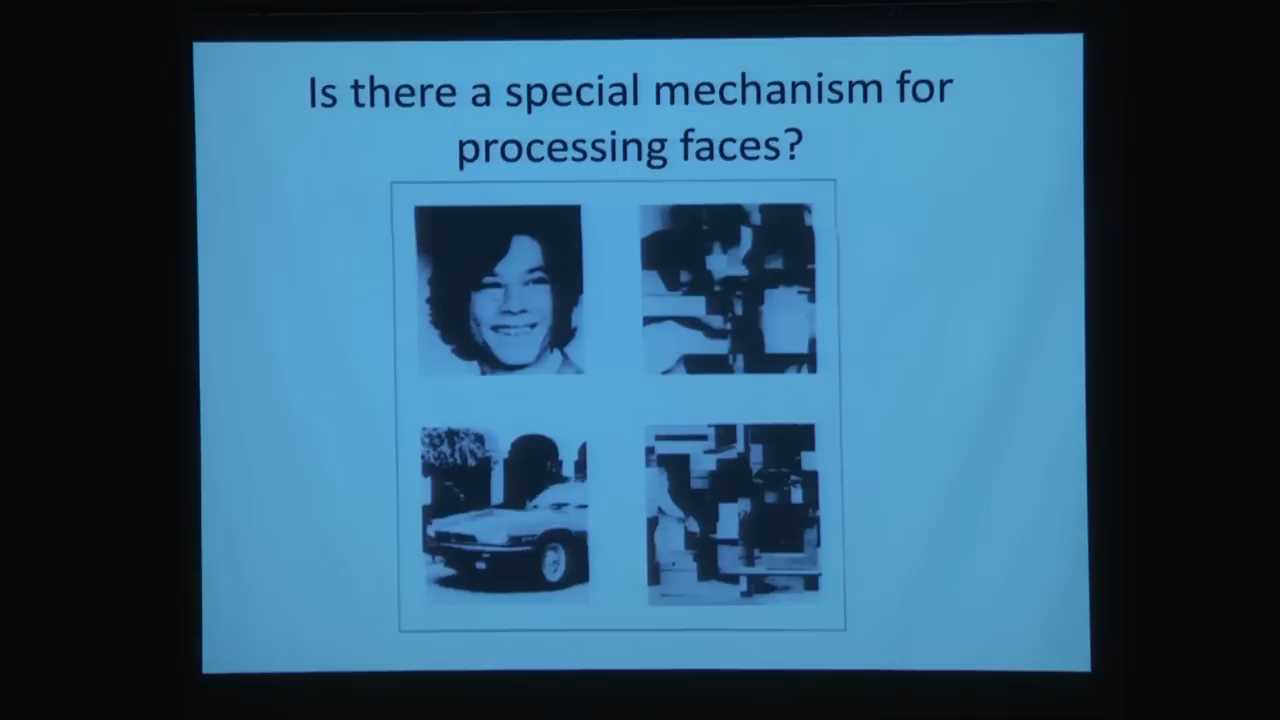 Is there a special mechanism for
processing faces?